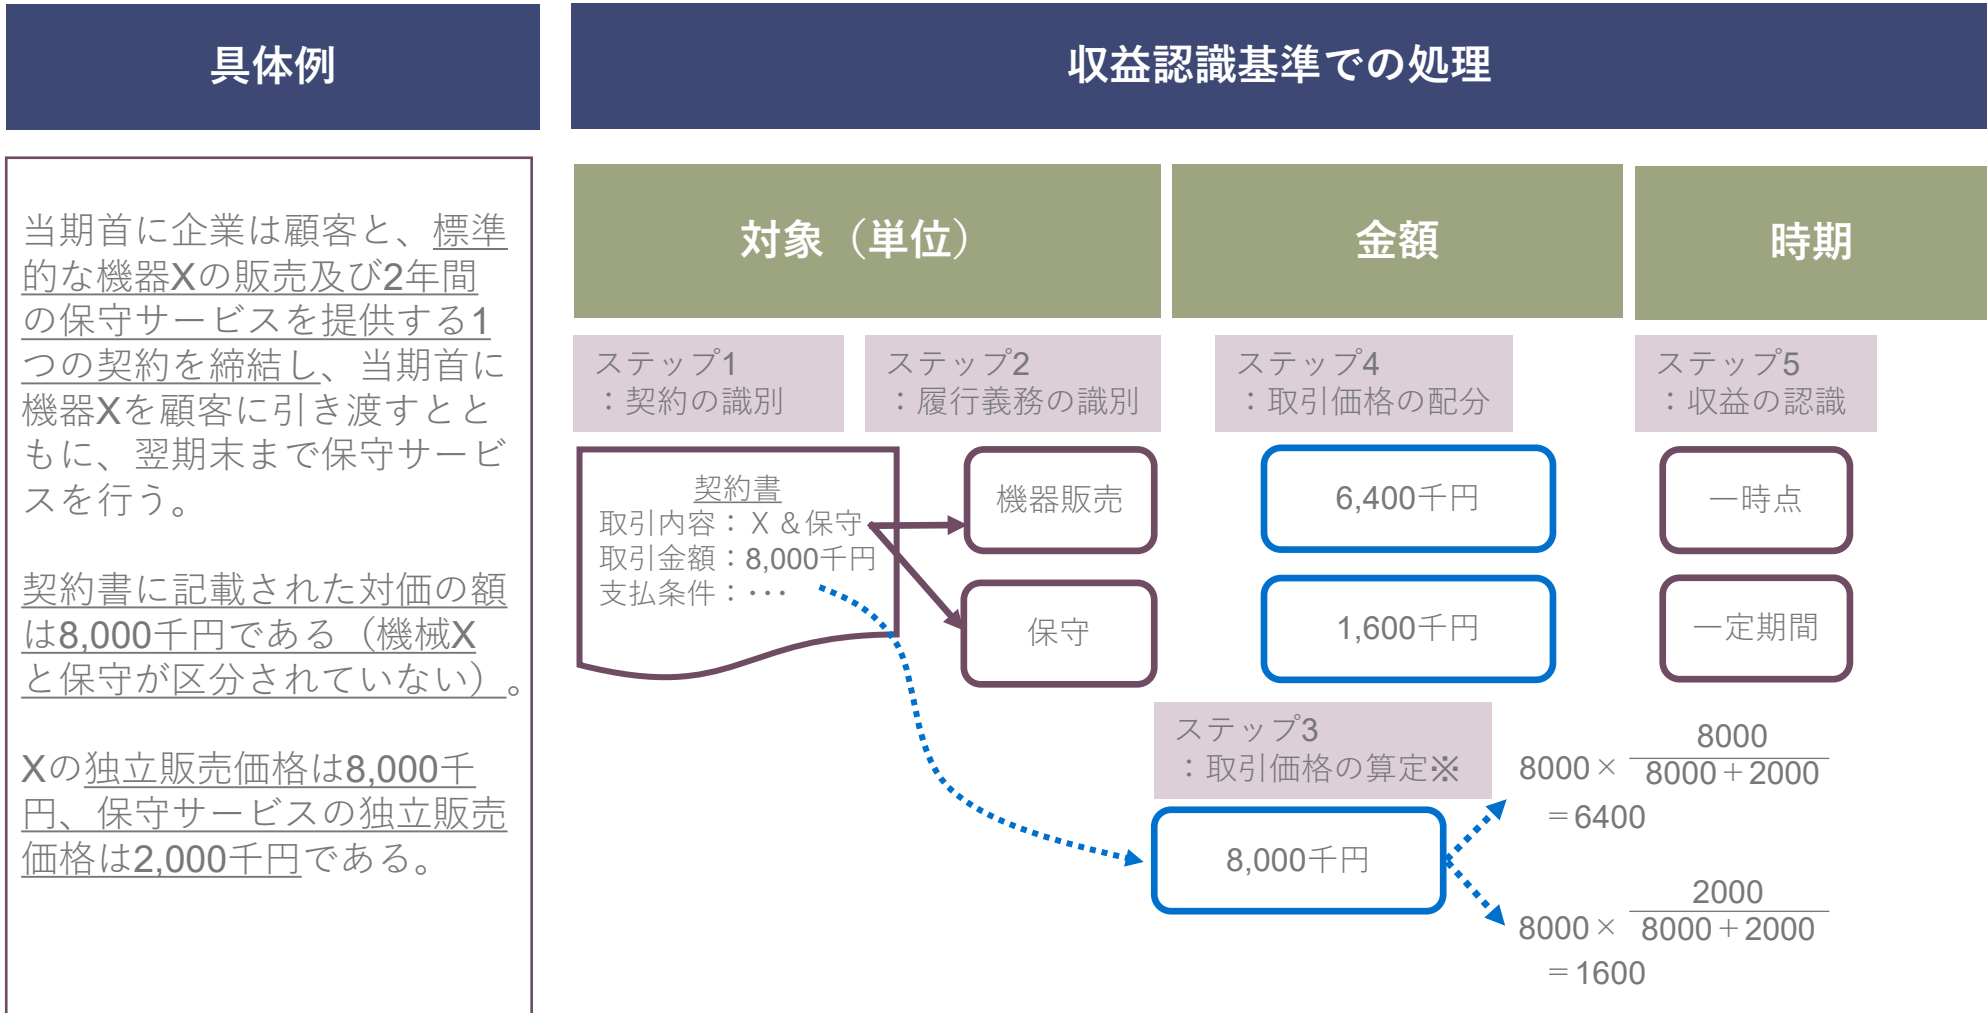 具体例
収益認識基準での処理
当期首に企業は顧客と、標準
的な機器Xの販売及び2年間
の保守サービスを提供する1
つの契約を締結し、当期首に
機器Xを顧客に引き渡すとと
もに、翌期末まで保守サービ
スを行う。
契約書に記載された対価の額
は8,000千円である（機械X
と保守が区分されていない）。
Xの独立販売価格は8,000千
円、保守サービスの独立販売
価格は2,000千円である。
対象（単位）
金額
時期
ステップ1
：契約の識別
ステップ2
：履行義務の識別
ステップ4
：取引価格の配分
ステップ5
：収益の認識
契約書
取引内容：Ｘ＆保守
取引金額：8,000千円
支払条件：･･･
機器販売
6,400千円
一時点
保守
1,600千円
一定期間
ステップ3
：取引価格の算定※
8,000千円
8000
8000× 8000＋2000
＝6400
2000
8000× 8000＋2000
＝1600